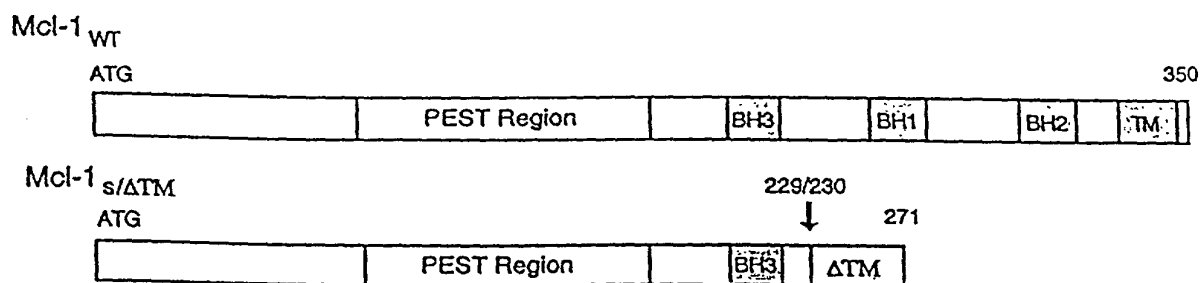 Mcl-1 WT
ATG 350
PEST Region BH3 BH1 BH2 TM
Mcl-1 s/ΔTM
229/230
ATG 271
PEST Region BH3 ΔTM